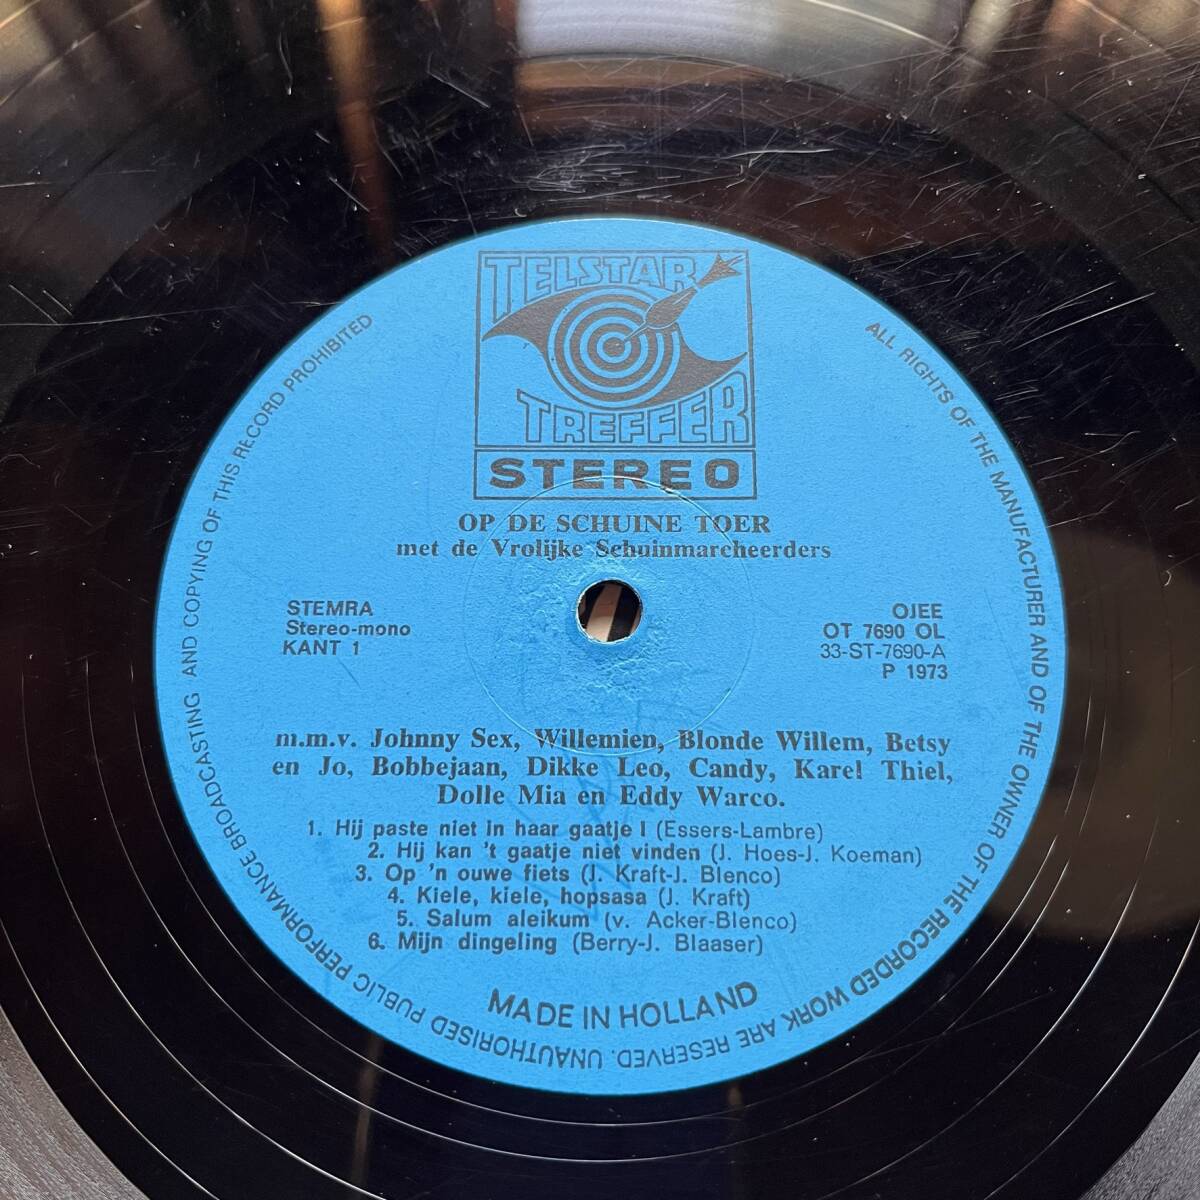 TELSTAR
TREFFER
STEREO
OP DE SCHUINE TOER
met de Vrolijke Schuinmarcheerders
STEMRA
Stereo-mono
KANT 1
OJEE
OT 7690 OL
33-ST-7690-A
P 1973
m.m.v. Johnny Sex, Willemien, Blonde Willem, Betsy
en Jo, Bobbejaan, Dikke Leo, Candy, Karel Thiel,
Dolle Mia en Eddy Warco.
1. Hij paste niet in haar gaatje ! (Essers-Lambre)
2. Hij kan 't gaatje niet vinden (J. Hoes-J. Koeman)
3. Op 'n ouwe fiets (J. Kraft-J. Blenco)
4. Kiele, kiele, hopsasa (J. Kraft)
5. Salum aleikum (v. Acker-Blenco)
6. Mijn dingeling (Berry-J. Blaaser)
MADE IN HOLLAND
ALL RIGHTS OF THE MANUFACTURER AND OF THE OWNER OF THE RECORDED WORK ARE RESERVED. UNAUTHORISED PUBLIC PERFORMANCE BROADCASTING AND COPYING OF THIS RECORD PROHIBITED